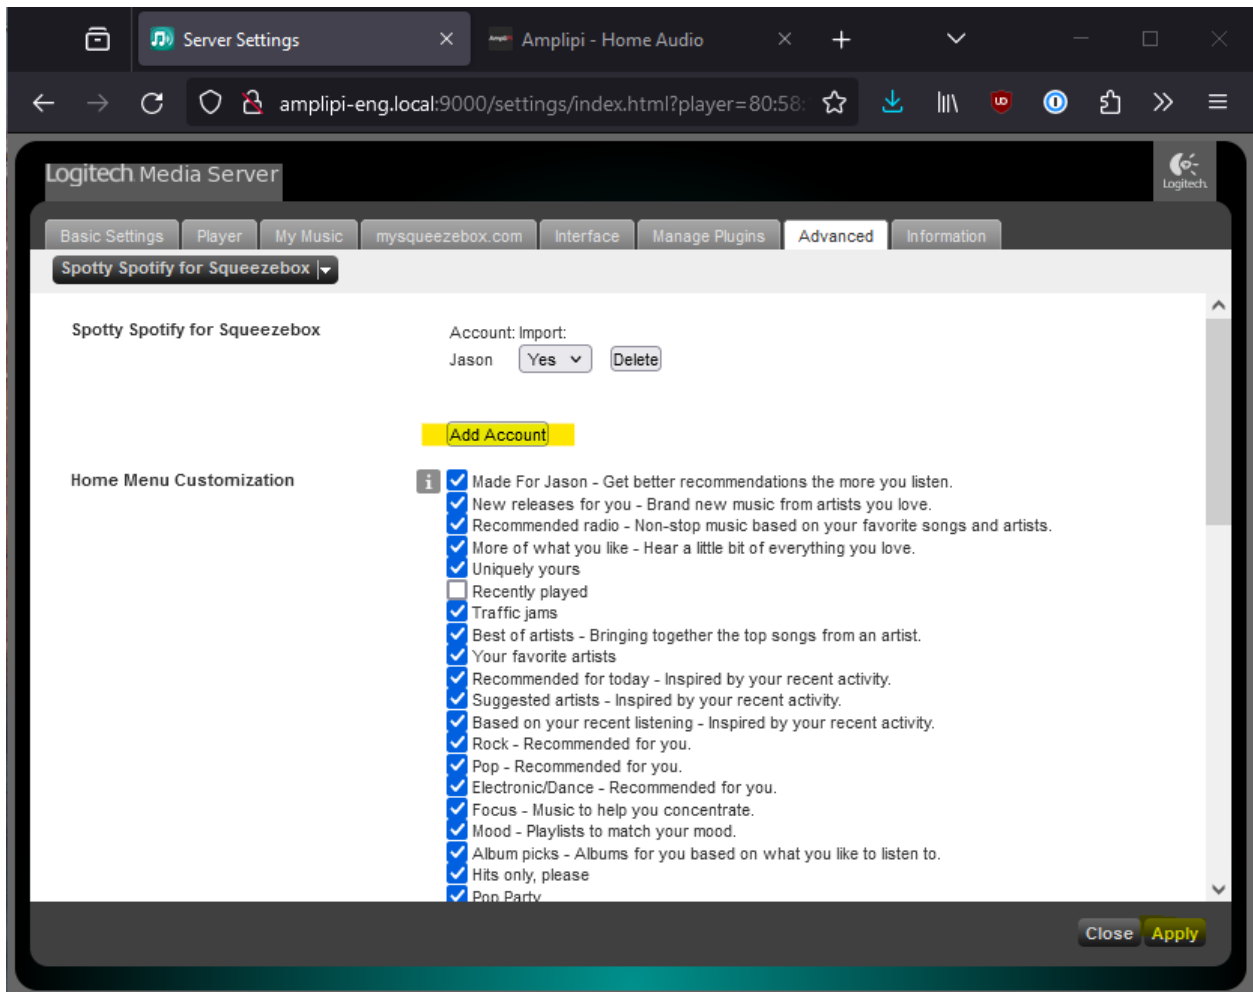 Server Settings
Amplipi - Home Audio
amplipi-eng.local:9000/settings/index.html?player=80:58:
Logitech Media Server
Logitech
Basic Settings
Player
My Music
mysqueezebox.com
Interface
Manage Plugins
Advanced
Information
Spotty Spotify for Squeezebox
Spotty Spotify for Squeezebox
Account: Import:
Jason
Yes
Delete
Add Account
Home Menu Customization
i
Made For Jason - Get better recommendations the more you listen.
New releases for you - Brand new music from artists you love.
Recommended radio - Non-stop music based on your favorite songs and artists.
More of what you like - Hear a little bit of everything you love.
Uniquely yours
Recently played
Traffic jams
Best of artists - Bringing together the top songs from an artist.
Your favorite artists
Recommended for today - Inspired by your recent activity.
Suggested artists - Inspired by your recent activity.
Based on your recent listening - Inspired by your recent activity.
Rock - Recommended for you.
Pop - Recommended for you.
Electronic/Dance - Recommended for you.
Focus - Music to help you concentrate.
Mood - Playlists to match your mood.
Album picks - Albums for you based on what you like to listen to.
Hits only, please
Pop Party
Close
Apply